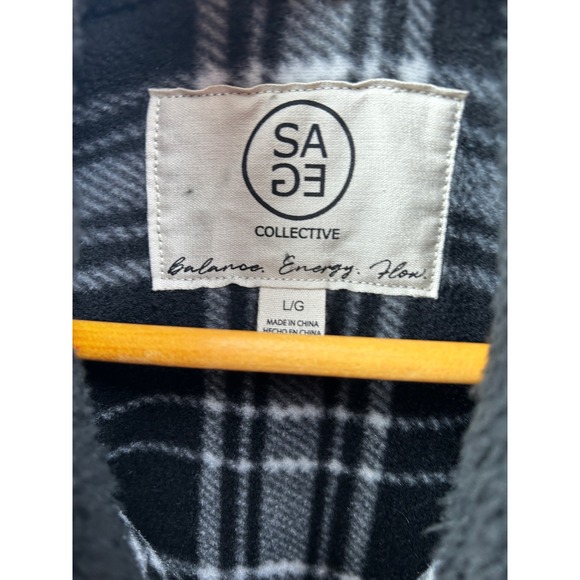 SA
GE
COLLECTIVE
Balance. Energy. Flow.
L/G
MADE IN CHINA
HECHO EN CHINA